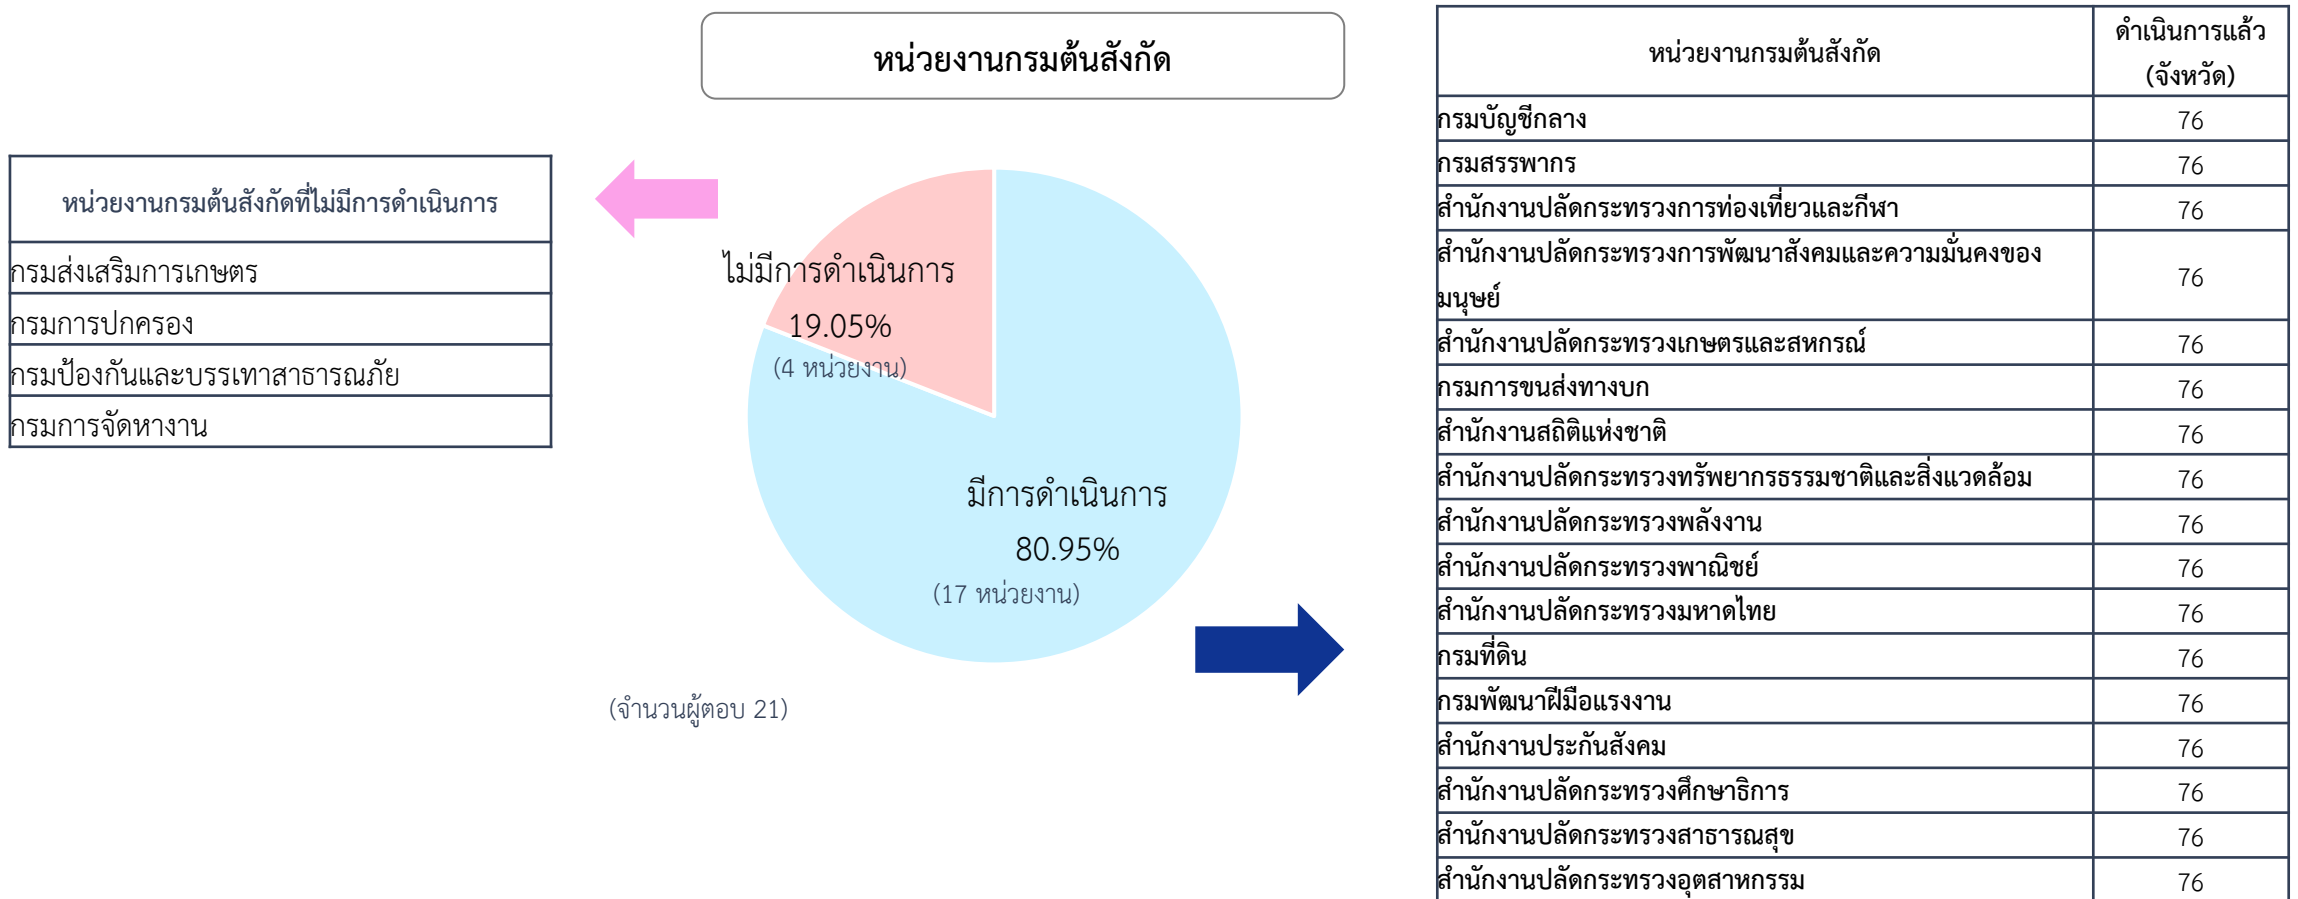 หน่วยงานกรมต้นสังกัด
หน่วยงานกรมต้นสังกัดที่ไม่มีการดำเนินการ
กรมส่งเสริมการเกษตร
กรมการปกครอง
กรมป้องกันและบรรเทาสาธารณภัย
กรมการจัดหางาน
ไม่มีการดำเนินการ
19.05%
(4 หน่วยงาน)
มีการดำเนินการ
80.95%
(17 หน่วยงาน)
(จำนวนผู้ตอบ 21)
หน่วยงานกรมต้นสังกัด
ดำเนินการแล้ว
(จังหวัด)
กรมบัญชีกลาง 76
กรมสรรพากร 76
สำนักงานปลัดกระทรวงการท่องเที่ยวและกีฬา 76
สำนักงานปลัดกระทรวงการพัฒนาสังคมและความมั่นคงของ
มนุษย์ 76
สำนักงานปลัดกระทรวงเกษตรและสหกรณ์ 76
กรมการขนส่งทางบก 76
สำนักงานสถิติแห่งชาติ 76
สำนักงานปลัดกระทรวงทรัพยากรธรรมชาติและสิ่งแวดล้อม 76
สำนักงานปลัดกระทรวงพลังงาน 76
สำนักงานปลัดกระทรวงพาณิชย์ 76
สำนักงานปลัดกระทรวงมหาดไทย 76
กรมที่ดิน 76
กรมพัฒนาฝีมือแรงงาน 76
สำนักงานประกันสังคม 76
สำนักงานปลัดกระทรวงศึกษาธิการ 76
สำนักงานปลัดกระทรวงสาธารณสุข 76
สำนักงานปลัดกระทรวงอุตสาหกรรม 76